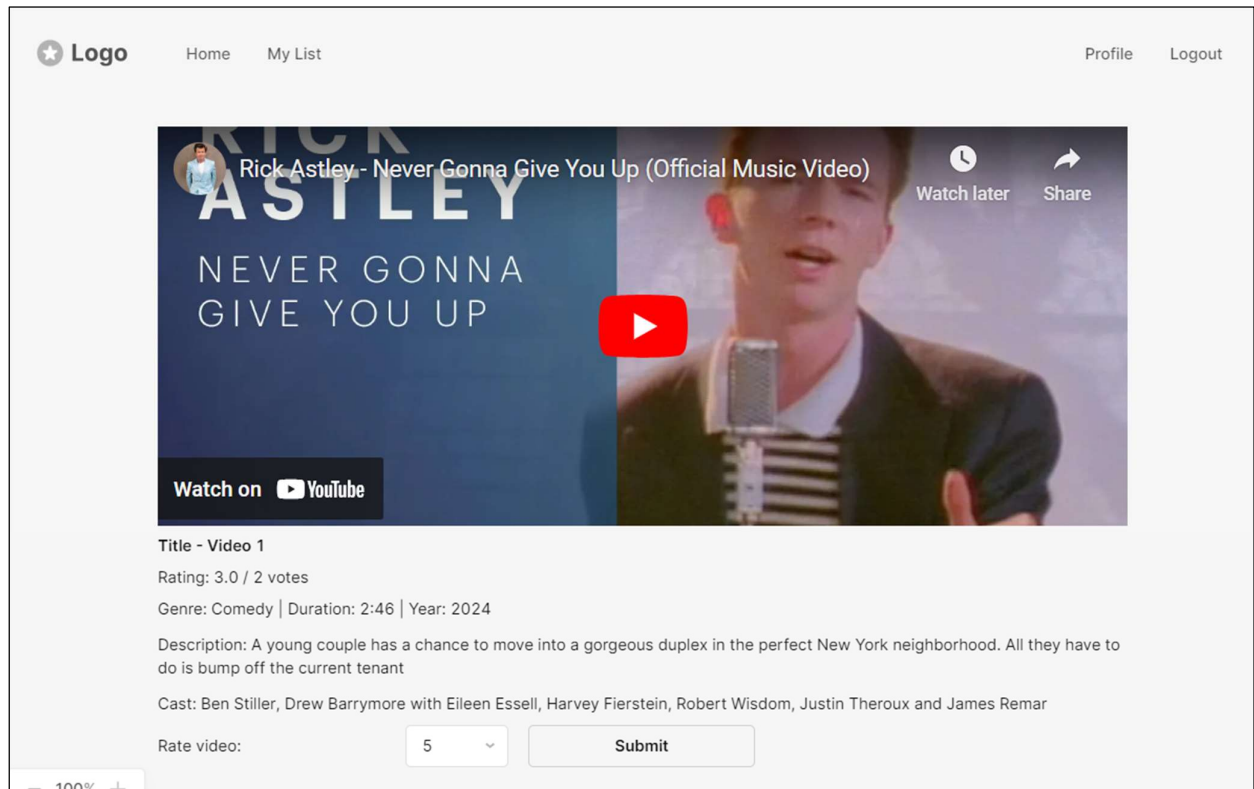 Logo Home My List Profile Logout
RICK
Rick Astley - Never Gonna Give You Up (Official Music Video)
ASTLEY
Watch later Share
NEVER GONNA
GIVE YOU UP
Watch on YouTube
Title - Video 1
Rating: 3.0 / 2 votes
Genre: Comedy | Duration: 2:46 | Year: 2024
Description: A young couple has a chance to move into a gorgeous duplex in the perfect New York neighborhood. All they have to
do is bump off the current tenant
Cast: Ben Stiller, Drew Barrymore with Eileen Essell, Harvey Fierstein, Robert Wisdom, Justin Theroux and James Remar
Rate video: 5 Submit
− 100% +